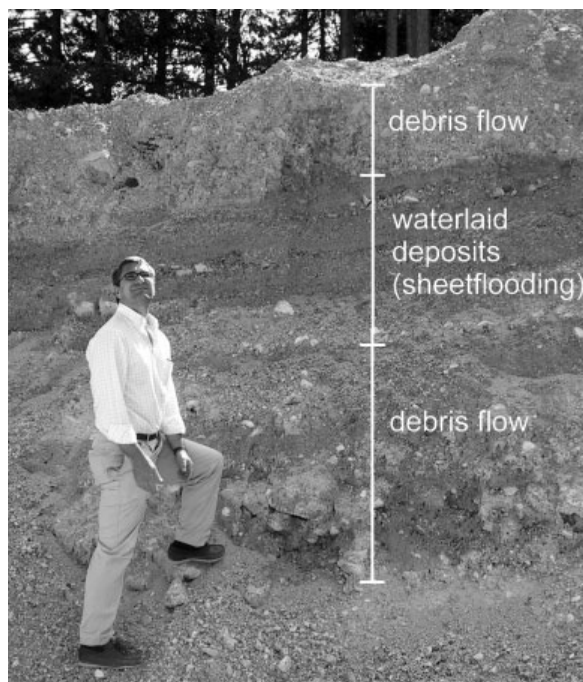 debris flow
waterlaid
deposits
(sheetflooding)
debris flow